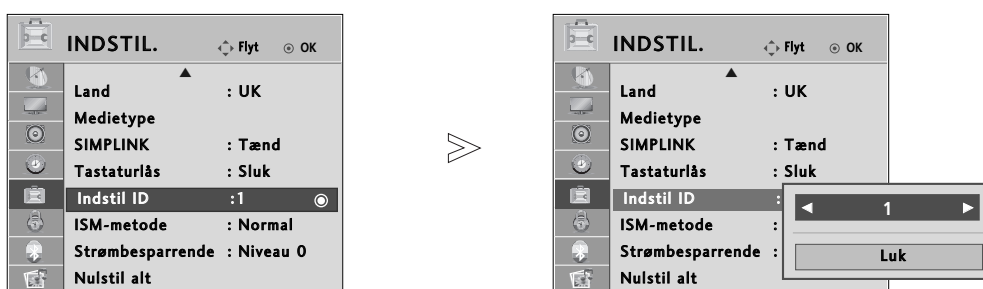 INDSTIL. Flyt OK
Land : UK
Medietype
SIMPLINK : Tænd
Tastaturlås : Sluk
Indstil ID :1
ISM-metode : Normal
Strømbesparrende : Niveau 0
Nulstil alt
INDSTIL. Flyt OK
Land : UK
Medietype
SIMPLINK : Tænd
Tastaturlås : Sluk
Indstil ID :
1
ISM-metode :
Strømbesparrende :
Luk
Nulstil alt